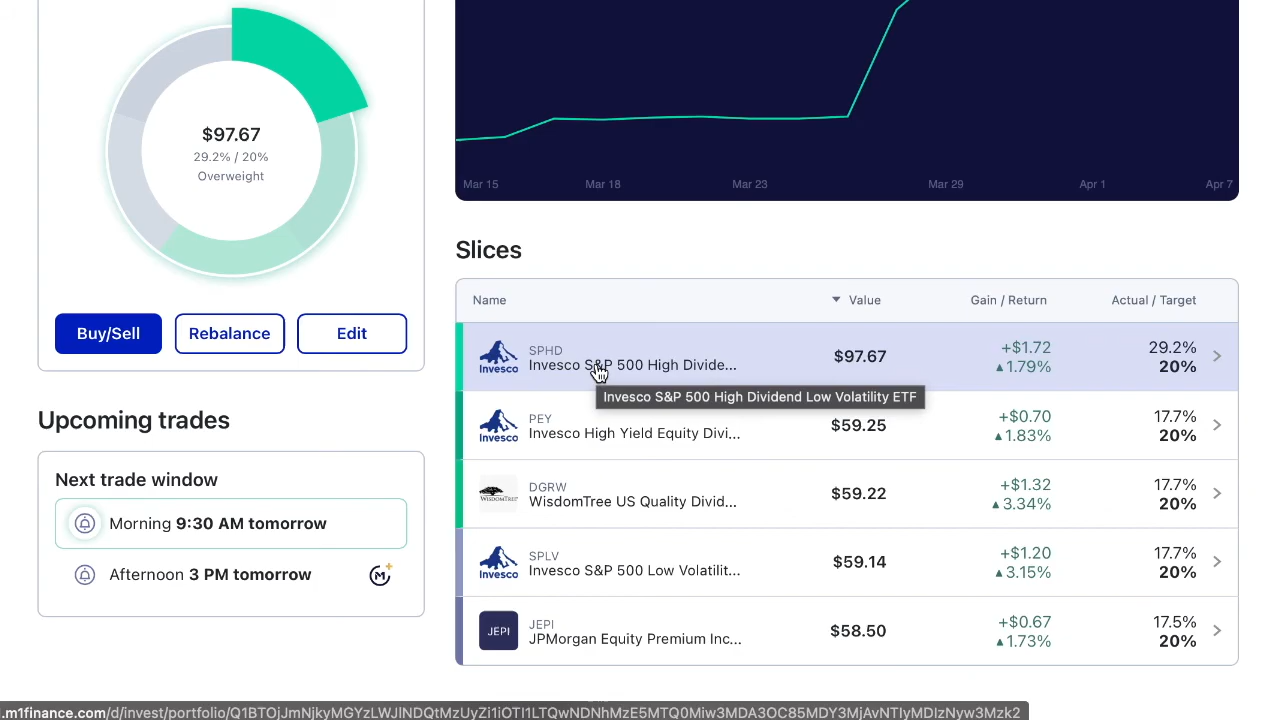 $97.67
29.2% / 20%
Overweight
Buy/Sell
Rebalance
Edit
Upcoming trades
Next trade window
Morning 9:30 AM tomorrow
Afternoon 3 PM tomorrow
Mar 15 Mar 18 Mar 23 Mar 29 Apr 1 Apr 7
Slices
Name Value Gain / Return Actual / Target
Invesco
SPHD
Invesco S&P 500 High Divide...
$97.67
+$1.72
1.79%
29.2%
20%
Invesco S&P 500 High Dividend Low Volatility ETF
Invesco
PEY
Invesco High Yield Equity Divi...
$59.25
+$0.70
1.83%
17.7%
20%
WISDOMTREE
DGRW
WisdomTree US Quality Divid...
$59.22
+$1.32
3.34%
17.7%
20%
Invesco
SPLV
Invesco S&P 500 Low Volatilit...
$59.14
+$1.20
3.15%
17.7%
20%
JEPI
JEPI
JPMorgan Equity Premium Inc...
$58.50
+$0.67
1.73%
17.5%
20%